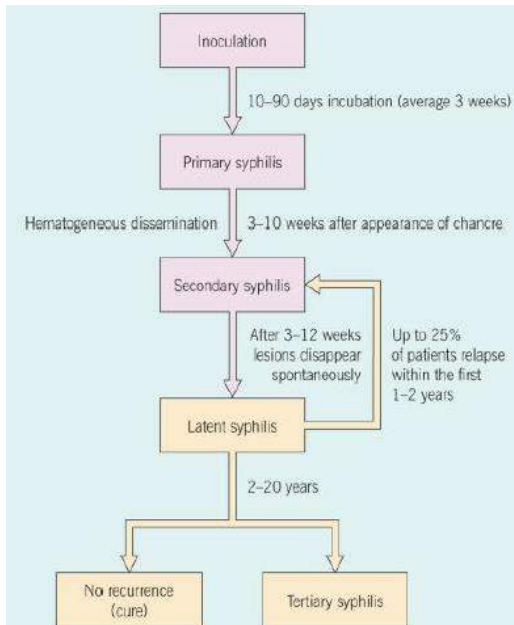 Inoculation
10–90 days incubation (average 3 weeks)
Primary syphilis
Hematogeneous dissemination
3–10 weeks after appearance of chancre
Secondary syphilis
After 3–12 weeks
lesions disappear
spontaneously
Up to 25%
of patients relapse
within the first
1–2 years
Latent syphilis
2–20 years
No recurrence
(cure)
Tertiary syphilis